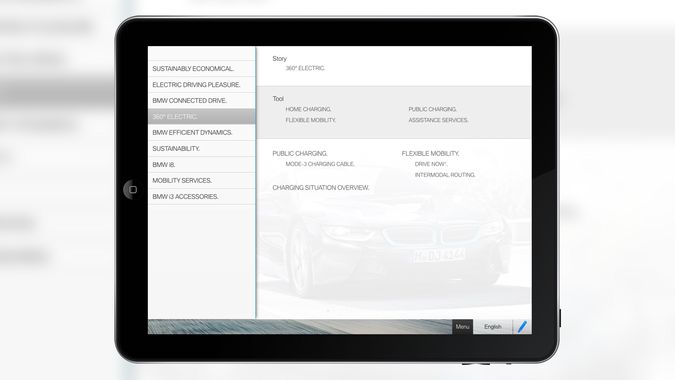 SUSTAINABLY ECONOMICAL.
ELECTRIC DRIVING PLEASURE.
BMW CONNECTED DRIVE.
360° ELECTRIC.
BMW EFFICIENT DYNAMICS.
SUSTAINABILITY.
BMW i8.
MOBILITY SERVICES.
BMW i3 ACCESSORIES.
Story
360° ELECTRIC.
Tool
HOME CHARGING. PUBLIC CHARGING.
FLEXIBLE MOBILITY. ASSISTANCE SERVICES.
PUBLIC CHARGING. FLEXIBLE MOBILITY.
MODE-3 CHARGING CABLE. DRIVE NOW®.
INTERMODAL ROUTING.
CHARGING SITUATION OVERVIEW.
Menu English